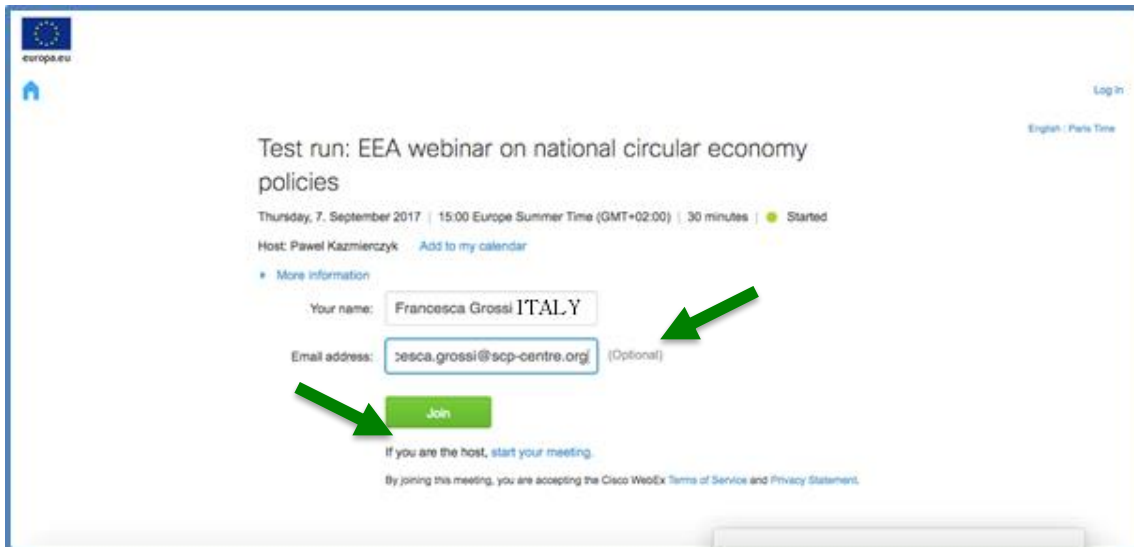 europa.eu
Log In
English : Paris Time
Test run: EEA webinar on national circular economy
policies
Thursday, 7. September 2017 | 15:00 Europe Summer Time (GMT+02:00) | 30 minutes | Started
Host: Pawel Kazmierczyk Add to my calendar
More information
Your name: Francesca Grossi ITALY
Email address: cesca.grossi@scp-centre.org (Optional)
Join
If you are the host, start your meeting.
By joining this meeting, you are accepting the Cisco WebEx Terms of Service and Privacy Statement.